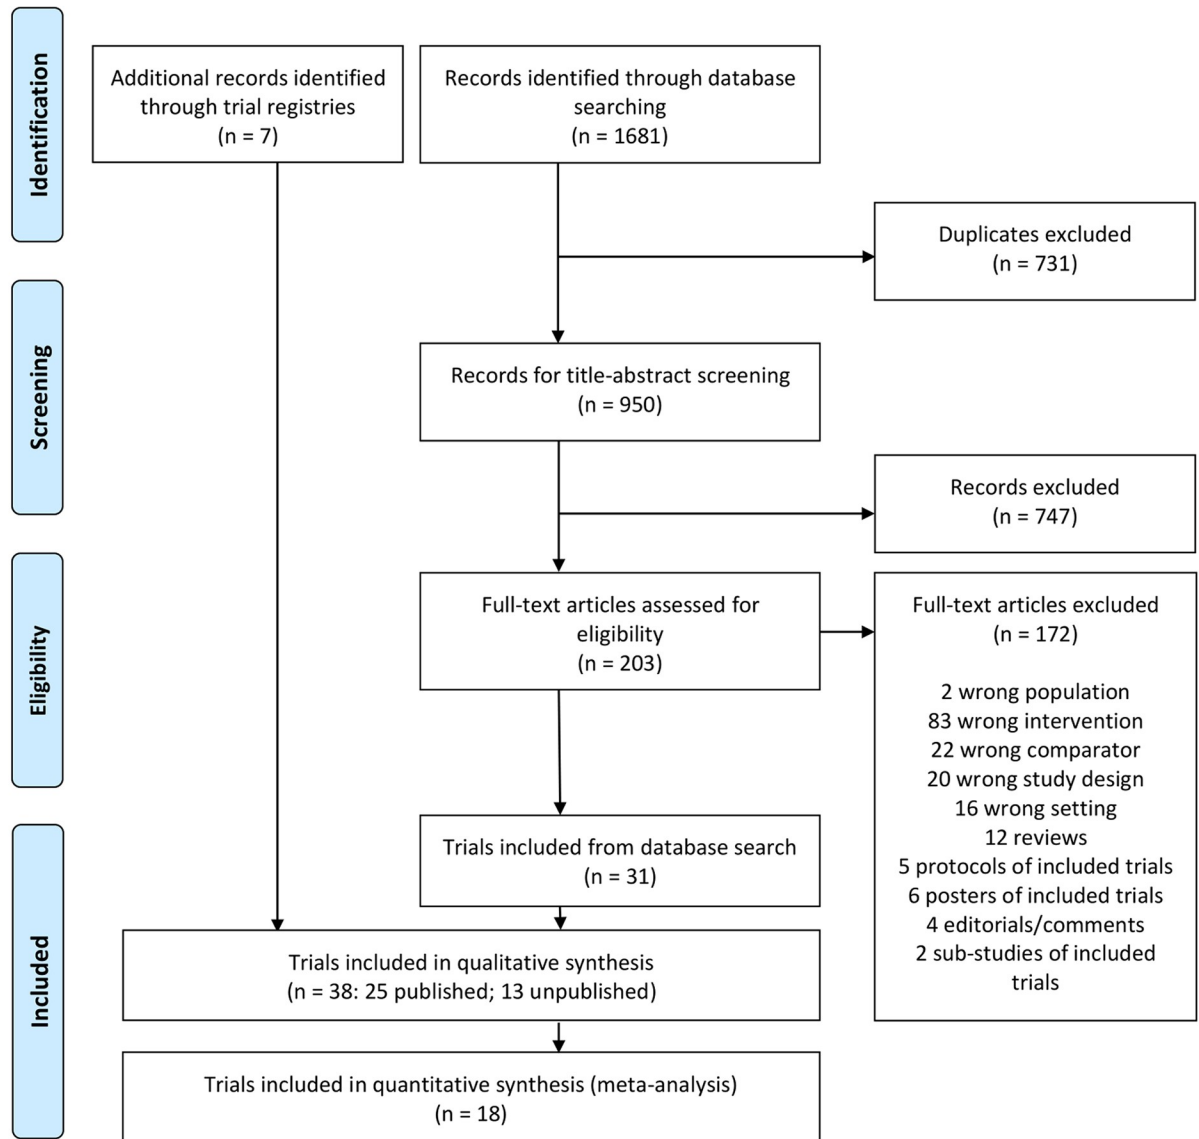 Identification
Additional records identified
through trial registries
(n = 7)
Records identified through database
searching
(n = 1681)
Duplicates excluded
(n = 731)
Screening
Records for title-abstract screening
(n = 950)
Records excluded
(n = 747)
Eligibility
Full-text articles assessed for
eligibility
(n = 203)
Full-text articles excluded
(n = 172)
2 wrong population
83 wrong intervention
22 wrong comparator
20 wrong study design
16 wrong setting
12 reviews
5 protocols of included trials
6 posters of included trials
4 editorials/comments
2 sub-studies of included
trials
Included
Trials included from database search
(n = 31)
Trials included in qualitative synthesis
(n = 38: 25 published; 13 unpublished)
Trials included in quantitative synthesis (meta-analysis)
(n = 18)